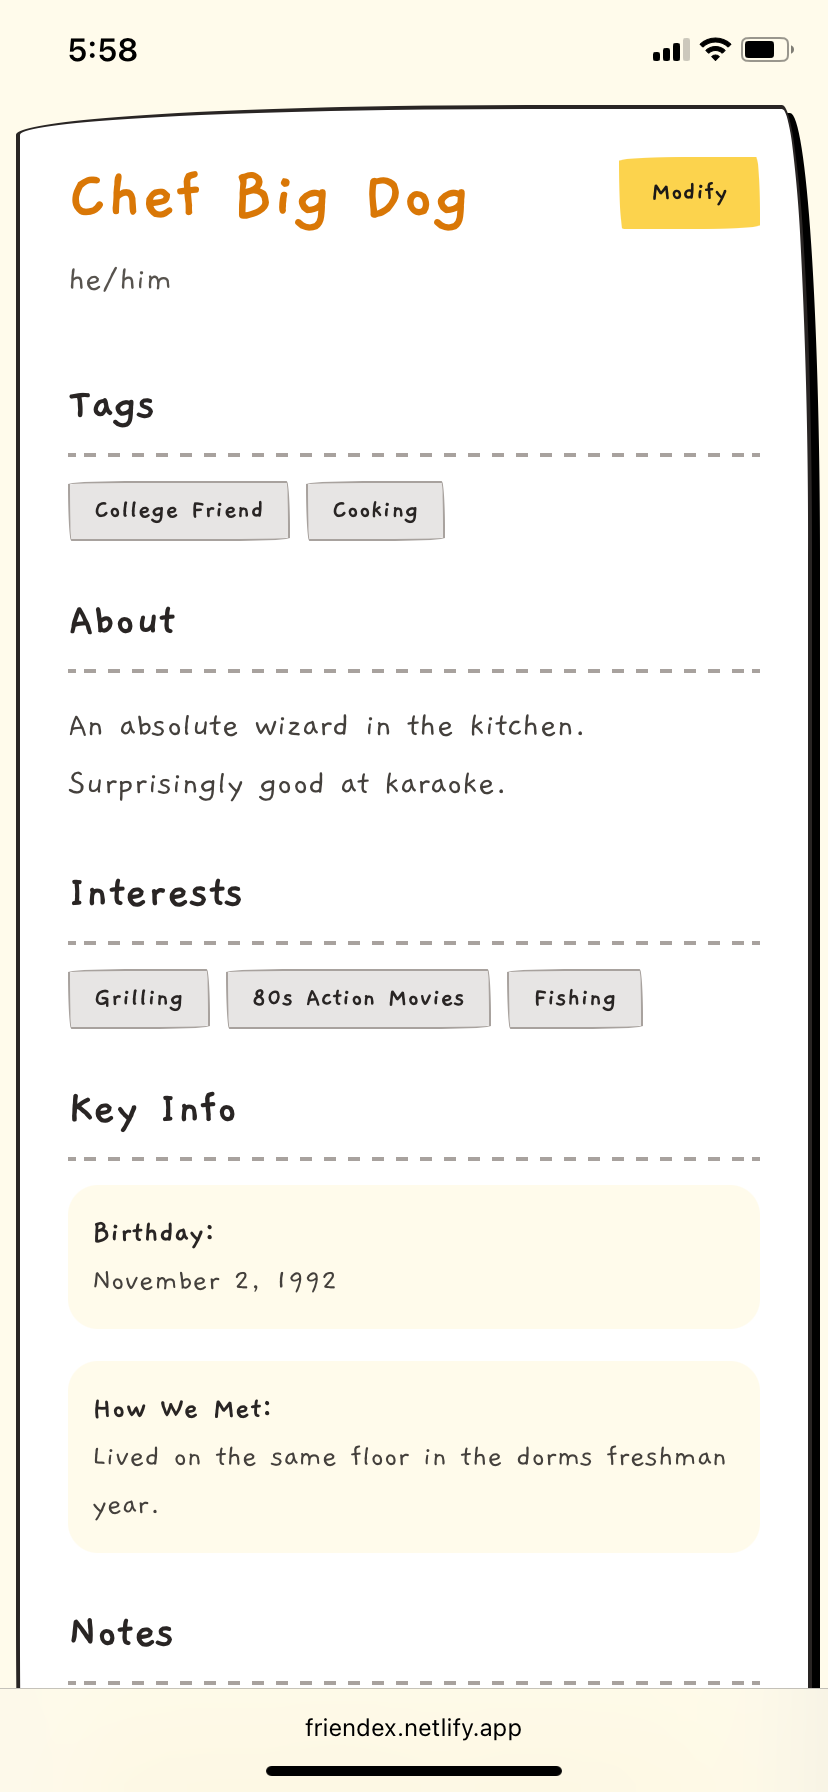 5:58
Chef Big Dog
Modify
he/him
Tags
College Friend
Cooking
About
An absolute wizard in the kitchen.
Surprisingly good at karaoke.
Interests
Grilling
80s Action Movies
Fishing
Key Info
Birthday:
November 2, 1992
How We Met:
Lived on the same floor in the dorms freshman
year.
Notes
friendex.netlify.app